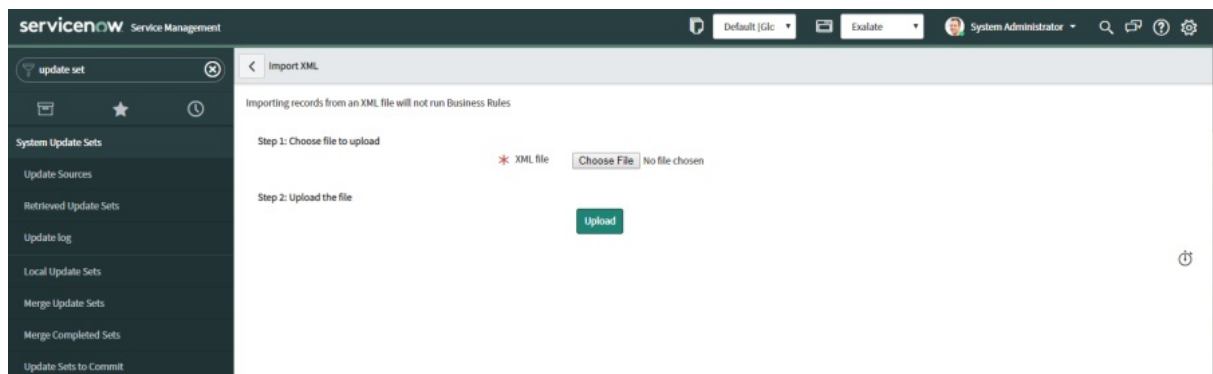 servicenow Service Management
Default |Glc
Exalate
System Administrator
update set
Import XML
Importing records from an XML file will not run Business Rules
System Update Sets
Step 1: Choose file to upload
XML file
Choose File No file chosen
Update Sources
Retrieved Update Sets
Step 2: Upload the file
Upload
Update log
Local Update Sets
Merge Update Sets
Merge Completed Sets
Update Sets to Commit